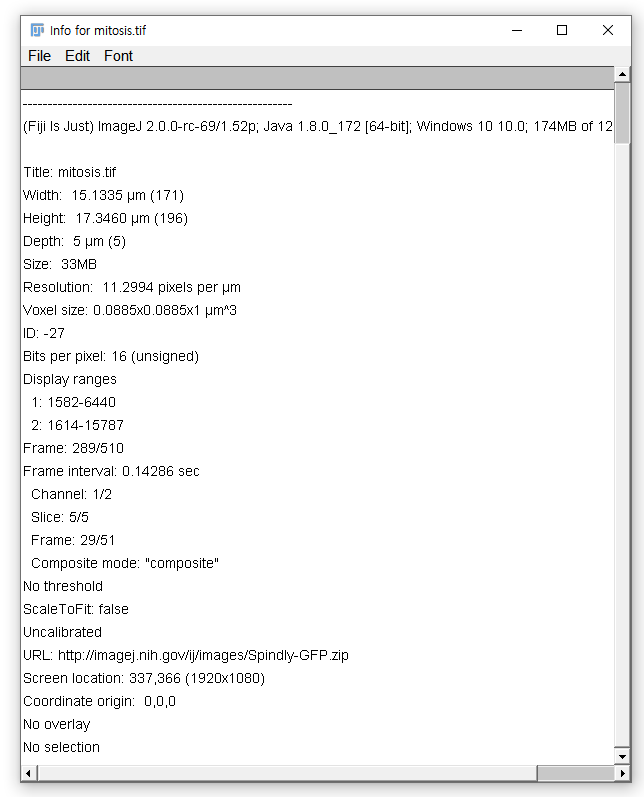 Info for mitosis.tif
File Edit Font
------------------------------------------------------
(Fiji Is Just) ImageJ 2.0.0-rc-69/1.52p; Java 1.8.0_172 [64-bit]; Windows 10 10.0; 174MB of 12
Title: mitosis.tif
Width:  15.1335 µm (171)
Height:  17.3460 µm (196)
Depth:  5 µm (5)
Size:  33MB
Resolution:  11.2994 pixels per µm
Voxel size: 0.0885x0.0885x1 µm^3
ID: -27
Bits per pixel: 16 (unsigned)
Display ranges
  1: 1582-6440
  2: 1614-15787
Frame: 289/510
Frame interval: 0.14286 sec
  Channel: 1/2
  Slice: 5/5
  Frame: 29/51
  Composite mode: "composite"
No threshold
ScaleToFit: false
Uncalibrated
URL: http://imagej.nih.gov/ij/images/Spindly-GFP.zip
Screen location: 337,366 (1920x1080)
Coordinate origin:  0,0,0
No overlay
No selection